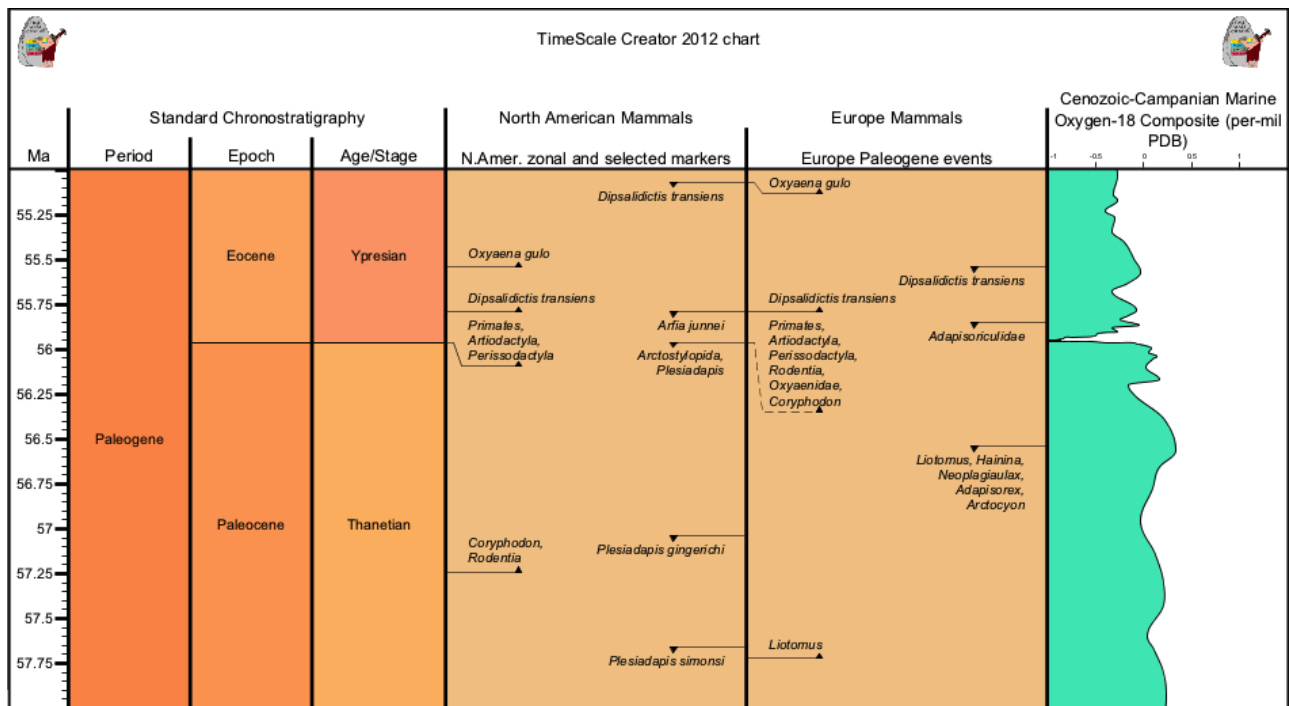 TimeScale Creator 2012 chart
Standard Chronostratigraphy
North American Mammals
Europe Mammals
Cenozoic-Campanian Marine
Oxygen-18 Composite (per-mil
PDB)
Ma
Period
Epoch
Age/Stage
N.Amer. zonal and selected markers
Europe Paleogene events
-1 -0.5 0 0.5 1
55.25
55.5
55.75
56
56.25
56.5
56.75
57
57.25
57.5
57.75
Paleogene
Eocene
Paleocene
Ypresian
Thanetian
Oxyaena gulo
Dipsalidictis transiens
Primates,
Artiodactyla,
Perissodactyla
Coryphodon,
Rodentia
Dipsalidictis transiens
Arfia junnei
Arctostylopida,
Plesiadapis
Plesiadapis gingerichi
Plesiadapis simonsi
Oxyaena gulo
Dipsalidictis transiens
Primates,
Artiodactyla,
Perissodactyla,
Rodentia,
Oxyaenidae,
Coryphodon
Liotomus
Dipsalidictis transiens
Adapisoriculidae
Liotomus, Hainina,
Neoplagiaulax,
Adapisorex,
Arctocyon